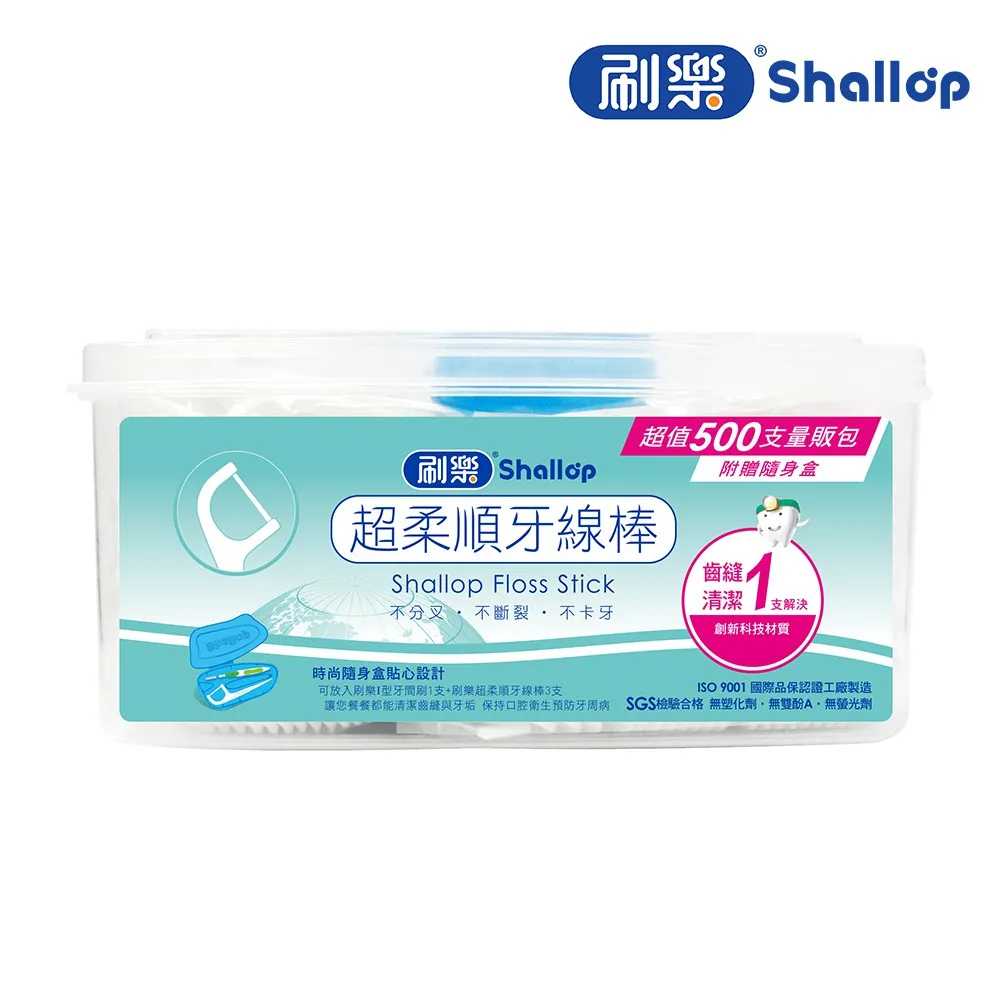 刷樂®Shallop
超值500支量販包
附贈隨身盒
刷樂®Shallop
超柔順牙線棒
Shallop Floss Stick
不分叉・不斷裂・不卡牙
齒縫
清潔1支解決
創新科技材質
Shallop
時尚隨身盒貼心設計
可放入刷樂I型牙間刷1支+刷樂超柔順牙線棒3支
讓您餐餐都能清潔齒縫與牙垢 保持口腔衛生預防牙周病
ISO 9001 國際品保認證工廠製造
SGS檢驗合格 無塑化劑・無雙酚A・無螢光劑